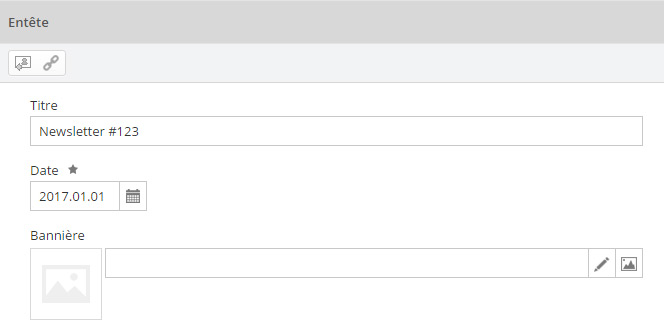 Entête
Titre
Newsletter #123
Date
2017.01.01
Bannière